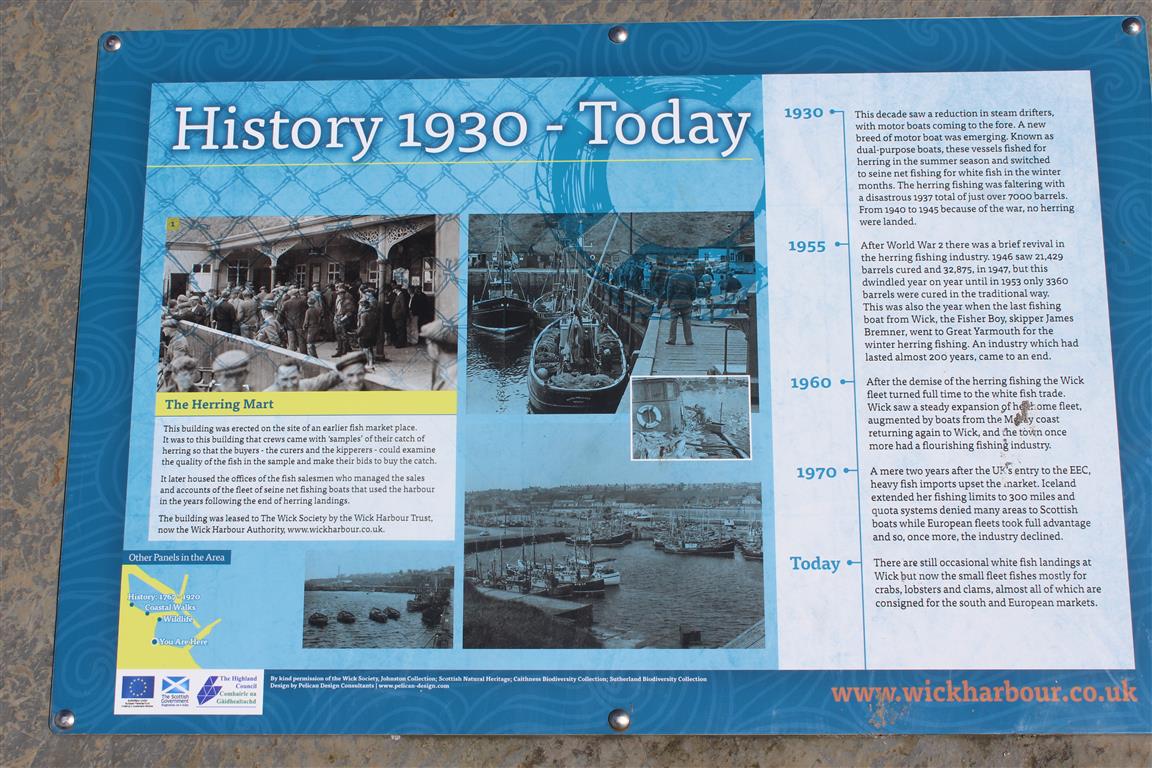 History 1930 - Today
1
The Herring Mart
This building was erected on the site of an earlier fish market place.
It was to this building that crews came with 'samples' of their catch of
herring so that the buyers - the curers and the kipperers - could examine
the quality of the fish in the sample and make their bids to buy the catch.
It later housed the offices of the fish salesmen who managed the sales
and accounts of the fleet of seine net fishing boats that used the harbour
in the years following the end of herring landings.
The building was leased to The Wick Society by the Wick Harbour Trust,
now the Wick Harbour Authority, www.wickharbour.co.uk.
Other Panels in the Area
History: 1767 - 1920
Coastal Walks
Wildlife
You Are Here
The Scottish
Government
The Highland
Council
Comhairle na
Gàidhealtachd
By kind permission of the Wick Society, Johnston Collection; Scottish Natural Heritage; Caithness Biodiversity Collection; Sutherland Biodiversity Collection
Design by Pelican Design Consultants | www.pelican-design.com
1930
This decade saw a reduction in steam drifters,
with motor boats coming to the fore. A new
breed of motor boat was emerging. Known as
dual-purpose boats, these vessels fished for
herring in the summer season and switched
to seine net fishing for white fish in the winter
months. The herring fishing was faltering with
a disastrous 1937 total of just over 7000 barrels.
From 1940 to 1945 because of the war, no herring
were landed.
1955
After World War 2 there was a brief revival in
the herring fishing industry. 1946 saw 21,429
barrels cured and 32,875, in 1947, but this
dwindled year on year until in 1953 only 3360
barrels were cured in the traditional way.
This was also the year when the last fishing
boat from Wick, the Fisher Boy, skipper James
Bremner, went to Great Yarmouth for the
winter herring fishing. An industry which had
lasted almost 200 years, came to an end.
1960
After the demise of the herring fishing the Wick
fleet turned full time to the white fish trade.
Wick saw a steady expansion of her home fleet,
augmented by boats from the Moray coast
returning again to Wick, and the town once
more had a flourishing fishing industry.
1970
A mere two years after the UK's entry to the EEC,
heavy fish imports upset the market. Iceland
extended her fishing limits to 300 miles and
quota systems denied many areas to Scottish
boats while European fleets took full advantage
and so, once more, the industry declined.
Today
There are still occasional white fish landings at
Wick but now the small fleet fishes mostly for
crabs, lobsters and clams, almost all of which are
consigned for the south and European markets.
www.wickharbour.co.uk